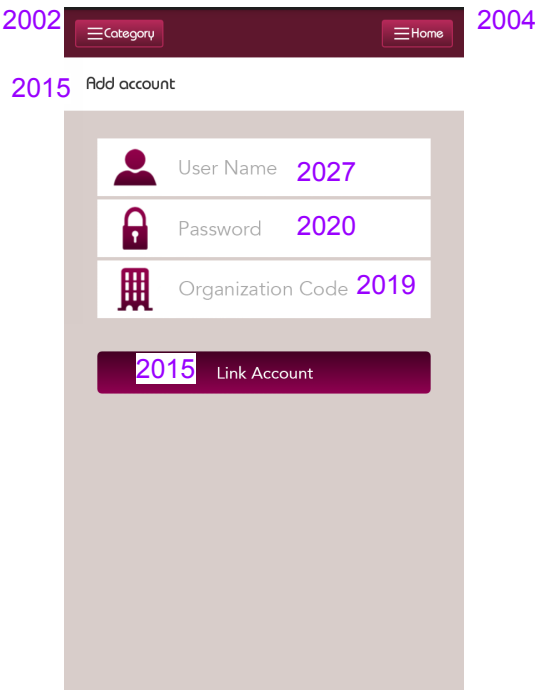 2002 Category Home 2004
2015 Add account
User Name 2027
Password 2020
Organization Code 2019
2015 Link Account